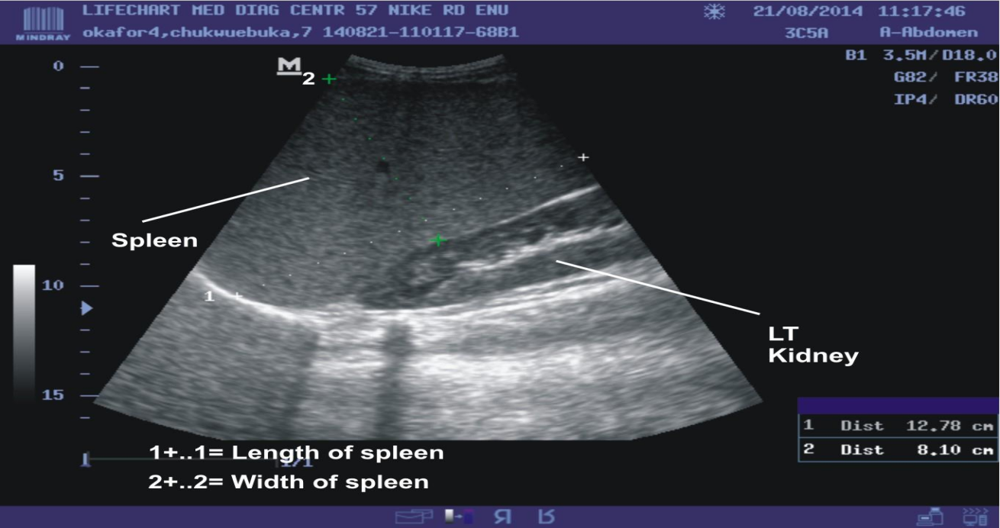 LIFECHART MED DIAG CENTR 57 NIKE RD ENU
21/08/2014 11:17:46
MINDRAY
okafor4,chukwuebuka,7 140821-110117-68B1
3C5A A-Abdomen
B1 3.5M/D18.0
G82/ FR38
IP4/ DR60
M
2
0
5
10
15
1
Spleen
LT
Kidney
1 Dist 12.78 cm
2 Dist 8.10 cm
1+..1= Length of spleen
1/1
2+..2= Width of spleen